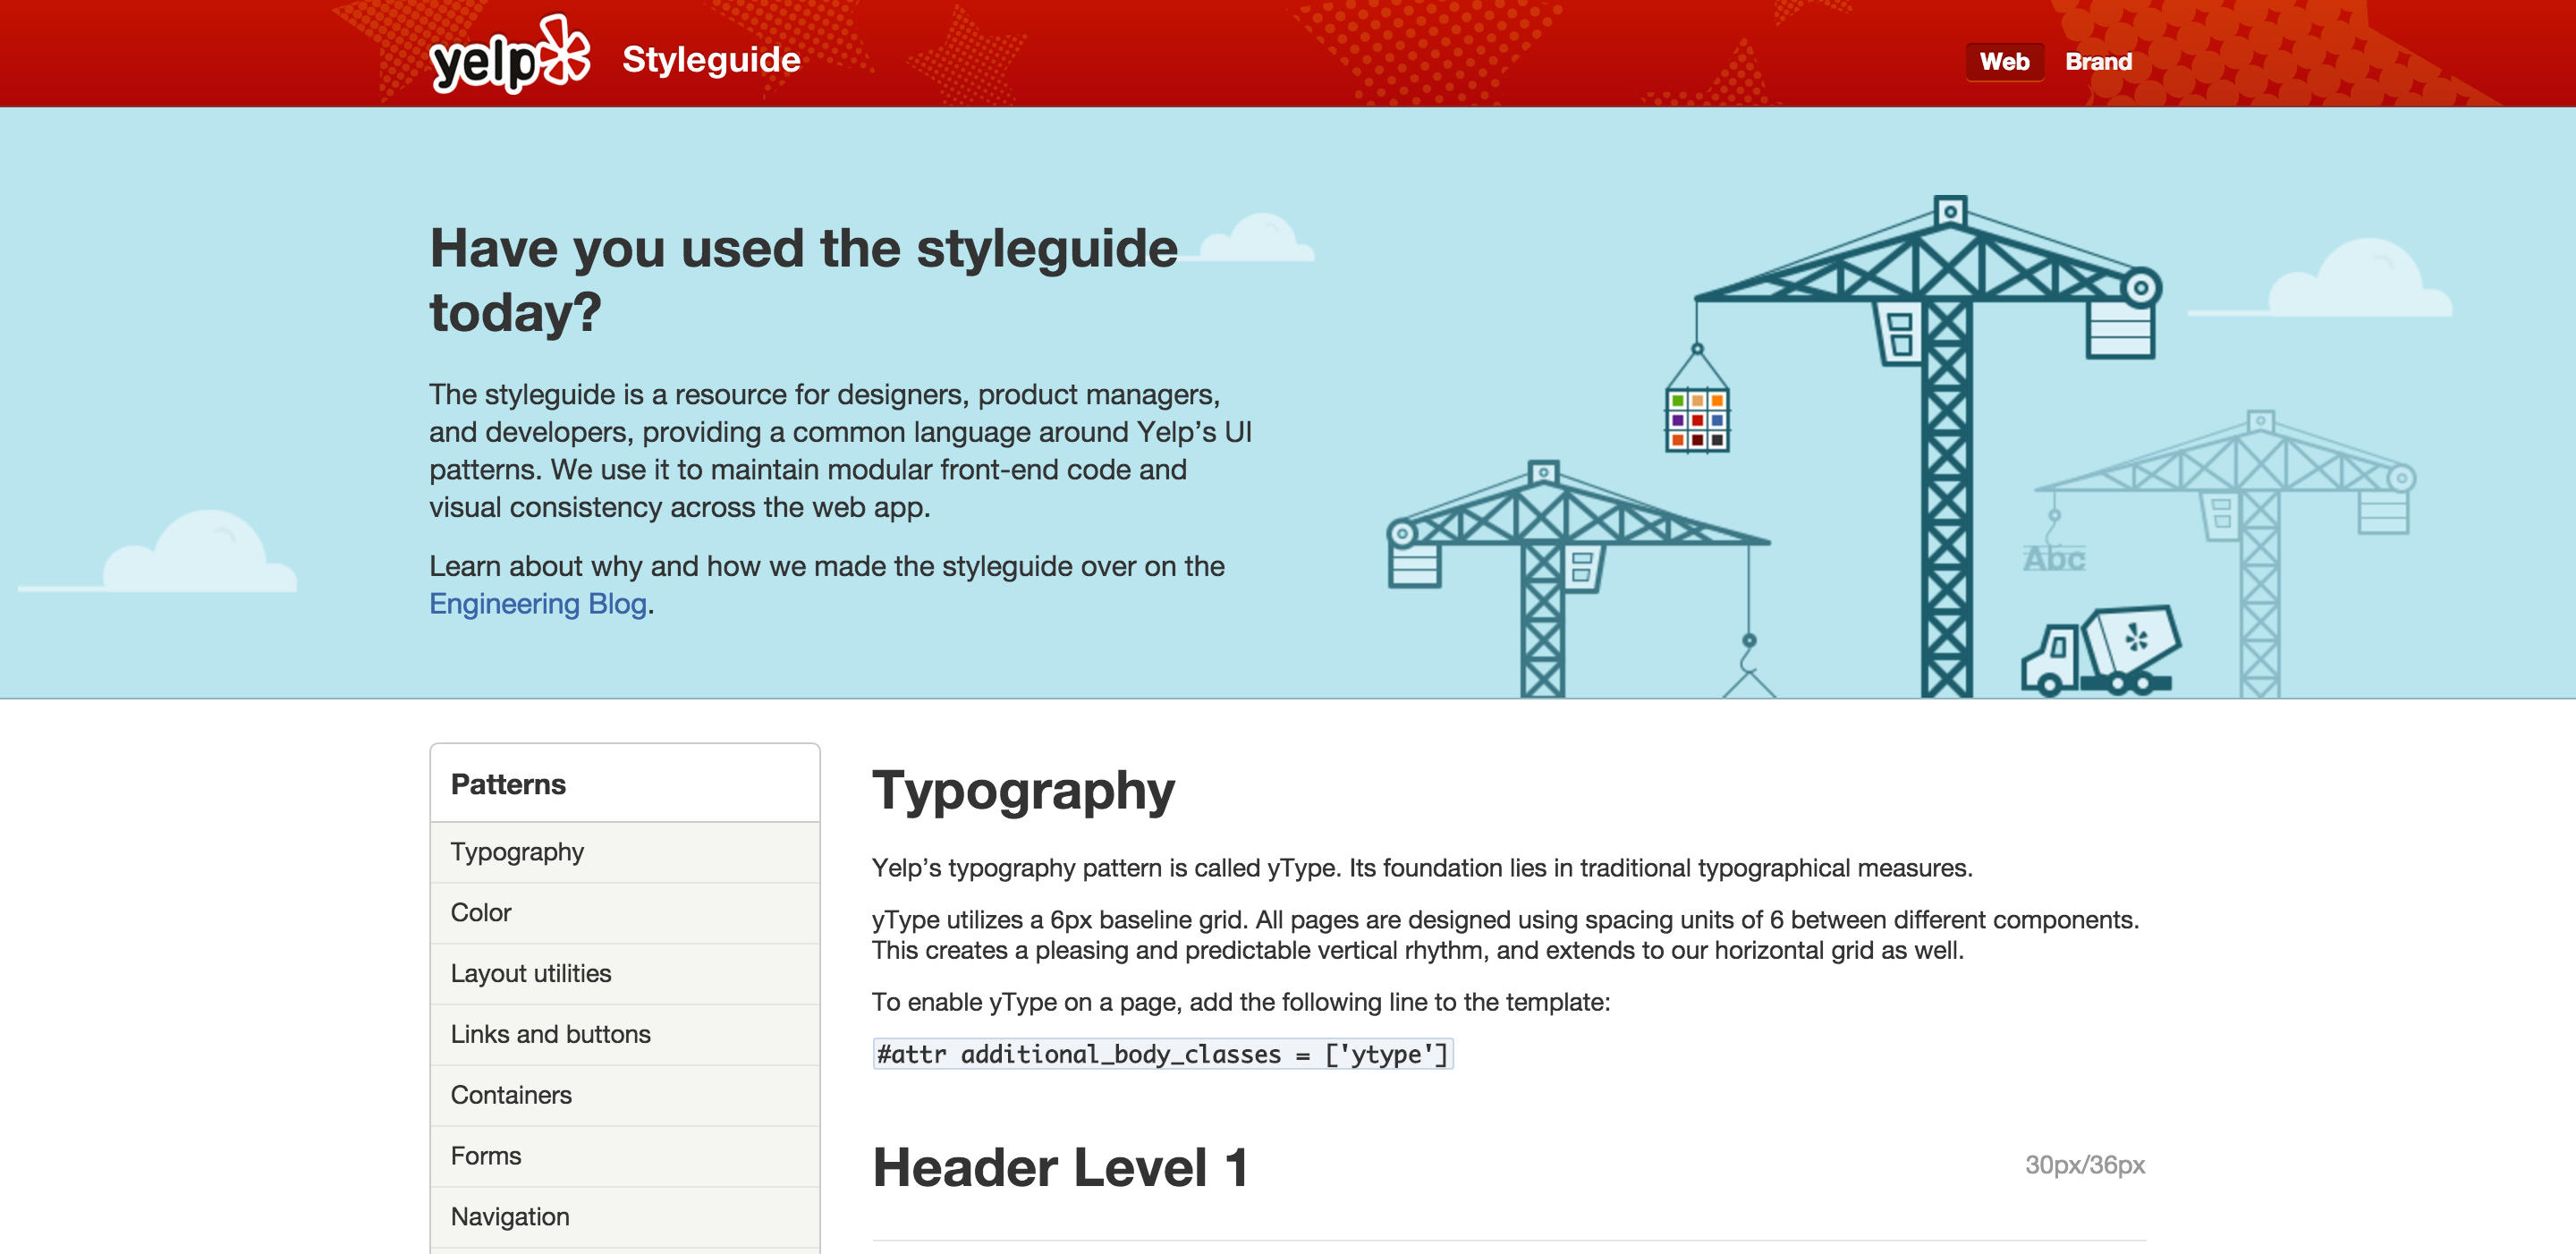 yelp Styleguide
Web Brand
Have you used the styleguide
today?
The styleguide is a resource for designers, product managers,
and developers, providing a common language around Yelp’s UI
patterns. We use it to maintain modular front-end code and
visual consistency across the web app.
Learn about why and how we made the styleguide over on the
Engineering Blog.
Abc
Patterns
Typography
Color
Layout utilities
Links and buttons
Containers
Forms
Navigation
Typography
Yelp’s typography pattern is called yType. Its foundation lies in traditional typographical measures.
yType utilizes a 6px baseline grid. All pages are designed using spacing units of 6 between different components.
This creates a pleasing and predictable vertical rhythm, and extends to our horizontal grid as well.
To enable yType on a page, add the following line to the template:
#attr additional_body_classes = ['ytype']
Header Level 1
30px/36px